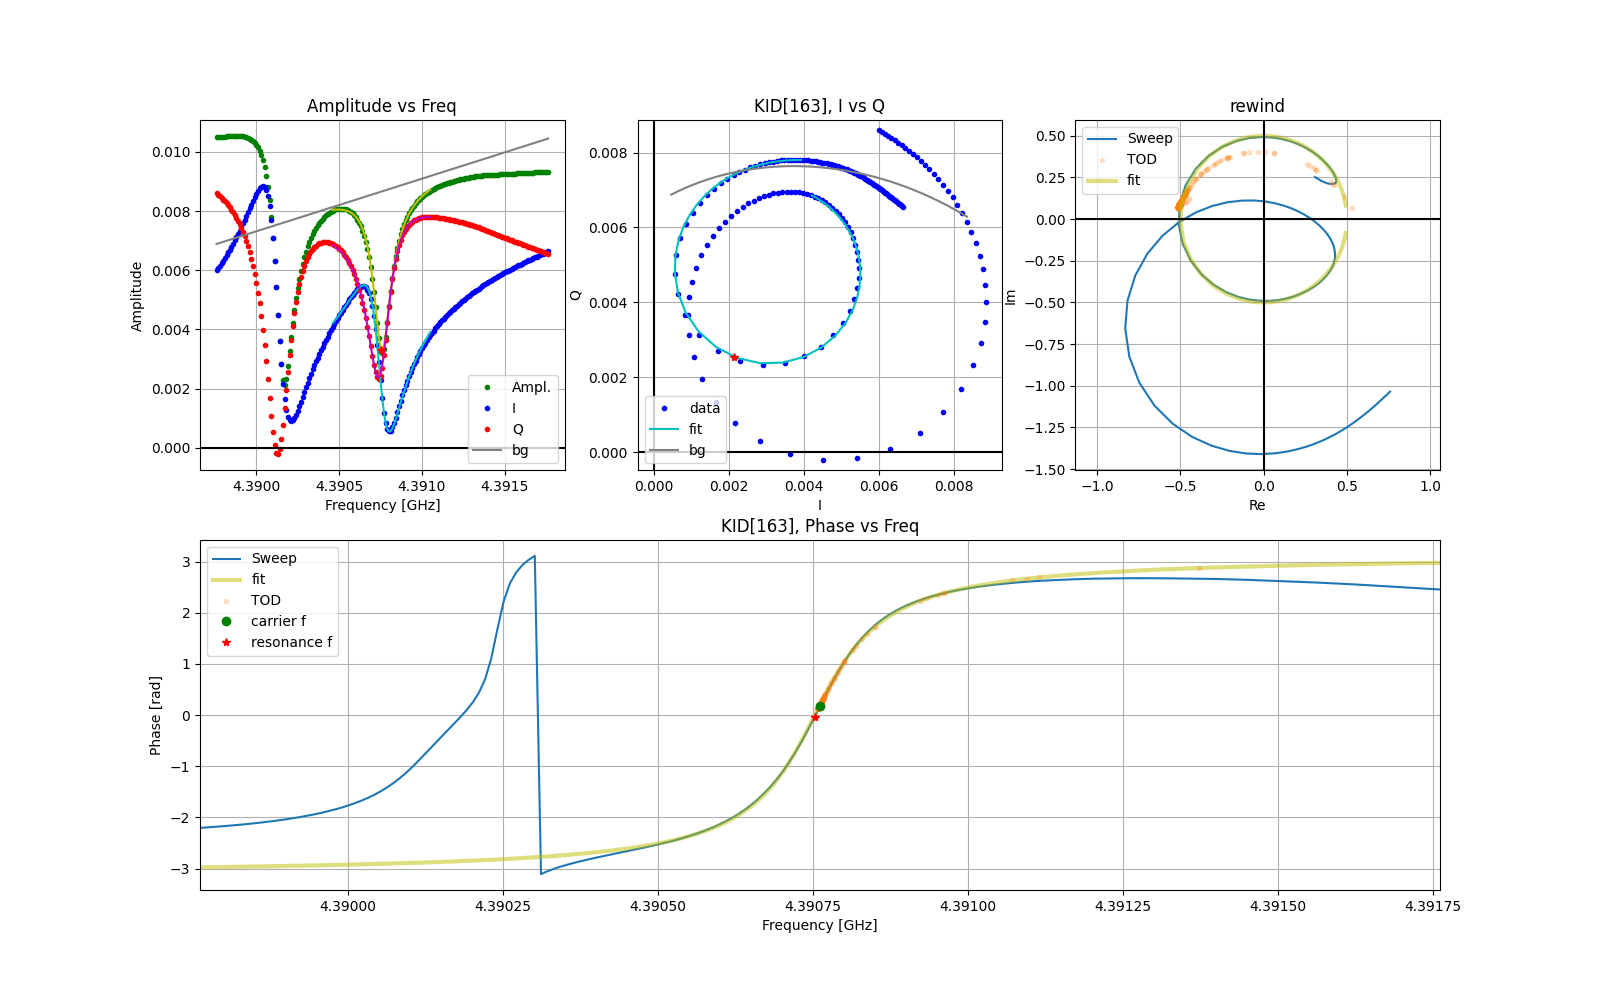 Amplitude vs Freq
Amplitude
0.010
0.008
0.006
0.004
0.002
0.000
Ampl.
I
Q
bg
4.3900
4.3905
4.3910
4.3915
Frequency [GHz]
KID[163], I vs Q
Q
0.008
0.006
0.004
0.002
0.000
data
fit
bg
0.000
0.002
0.004
0.006
0.008
I
rewind
Im
0.50
0.25
0.00
−0.25
−0.50
−0.75
−1.00
−1.25
−1.50
Sweep
TOD
fit
−1.0
−0.5
0.0
0.5
1.0
Re
KID[163], Phase vs Freq
Phase [rad]
3
2
1
0
−1
−2
−3
Sweep
fit
TOD
carrier f
resonance f
4.39000
4.39025
4.39050
4.39075
4.39100
4.39125
4.39150
4.39175
Frequency [GHz]